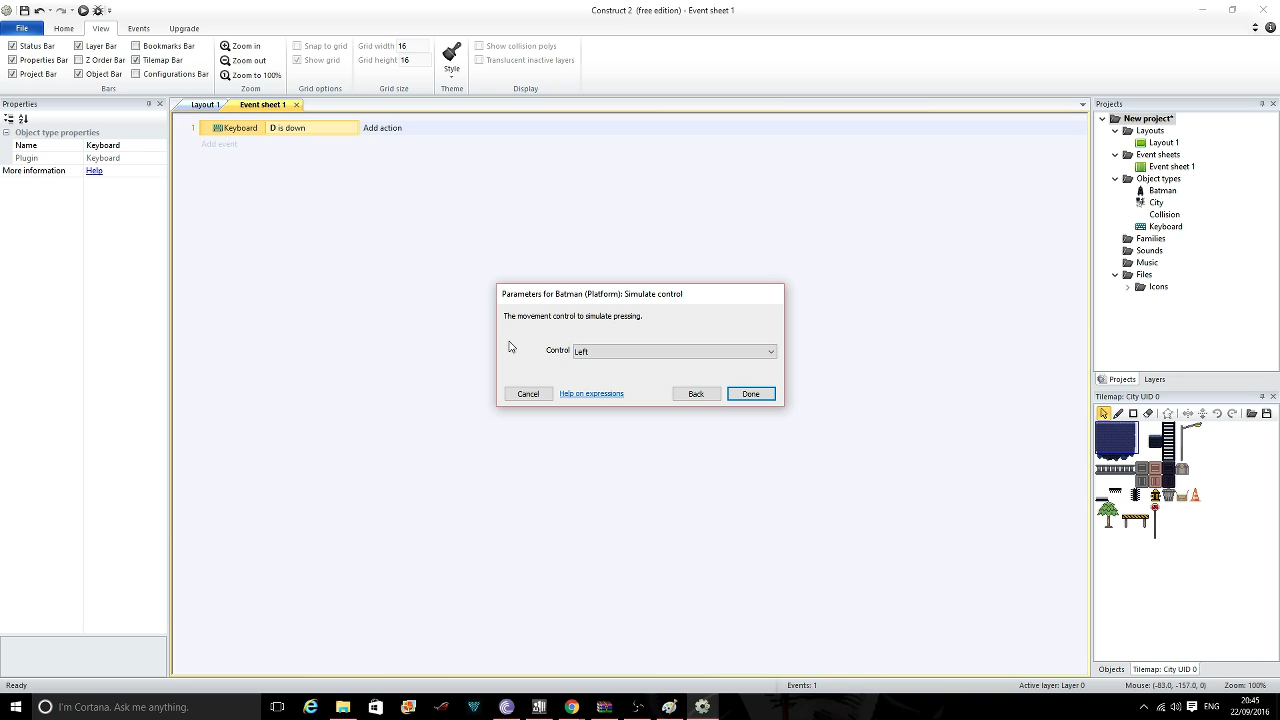 Construct 2 (free edition) - Event sheet 1
File Home View Events Upgrade
Status Bar Layer Bar Bookmarks Bar Zoom in Snap to grid Grid width 16 Show collision polys
Properties Bar Z Order Bar Tilemap Bar Zoom out Show grid Grid height 16 Translucent inactive layers
Project Bar Object Bar Configurations Bar Zoom to 100% Style
Bars Zoom Grid options Grid size Theme Display
Properties
Layout 1 Event sheet 1
Projects
Object type properties
Name Keyboard
Plugin Keyboard
More information Help
1 Keyboard D is down Add action
Add event
New project*
Layouts
Layout 1
Event sheets
Event sheet 1
Object types
Batman
City
Collision
Keyboard
Families
Sounds
Music
Files
Icons
Parameters for Batman (Platform): Simulate control
The movement control to simulate pressing.
Control Left
Cancel Help on expressions Back Done
Projects Layers
Tilemap: City UID 0
Objects Tilemap: City UID 0
Ready Events: 1 Active layer: Layer 0 Mouse: (-83.0, -157.0, 0) Zoom: 100%
I'm Cortana. Ask me anything.
ENG
20:45
22/09/2016